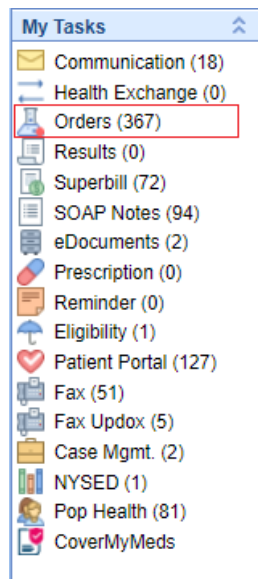 My Tasks
Communication (18)
Health Exchange (0)
Orders (367)
Results (0)
Superbill (72)
SOAP Notes (94)
eDocuments (2)
Prescription (0)
Reminder (0)
Eligibility (1)
Patient Portal (127)
Fax (51)
Fax Updox (5)
Case Mgmt. (2)
NYSED (1)
Pop Health (81)
CoverMyMeds